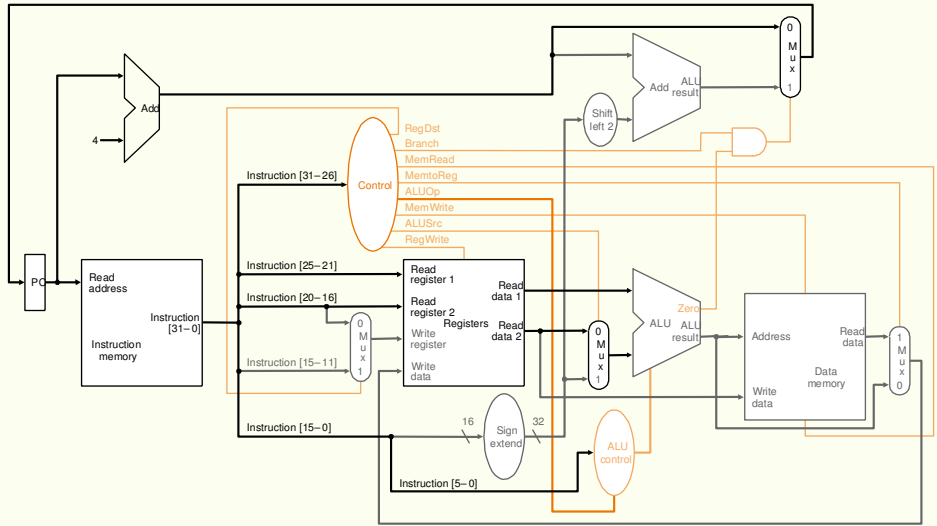 0
M
u
x
1
Add
ALU
result
Add
4
Shift
left 2
RegDst
Branch
MemRead
MemtoReg
ALUOp
MemWrite
ALUSrc
RegWrite
Control
Instruction [31–26]
Instruction [25–21]
Instruction [20–16]
Instruction [15–11]
Instruction [15–0]
Instruction [5–0]
PC
Read
address
Instruction
[31–0]
Instruction
memory
0
M
u
x
1
Read
register 1
Read
register 2
Write
register
Write
data
Registers
Read
data 1
Read
data 2
0
M
u
x
1
Zero
ALU
ALU
result
Address
Write
data
Read
data
Data
memory
1
M
u
x
0
16
Sign
extend
32
ALU
control